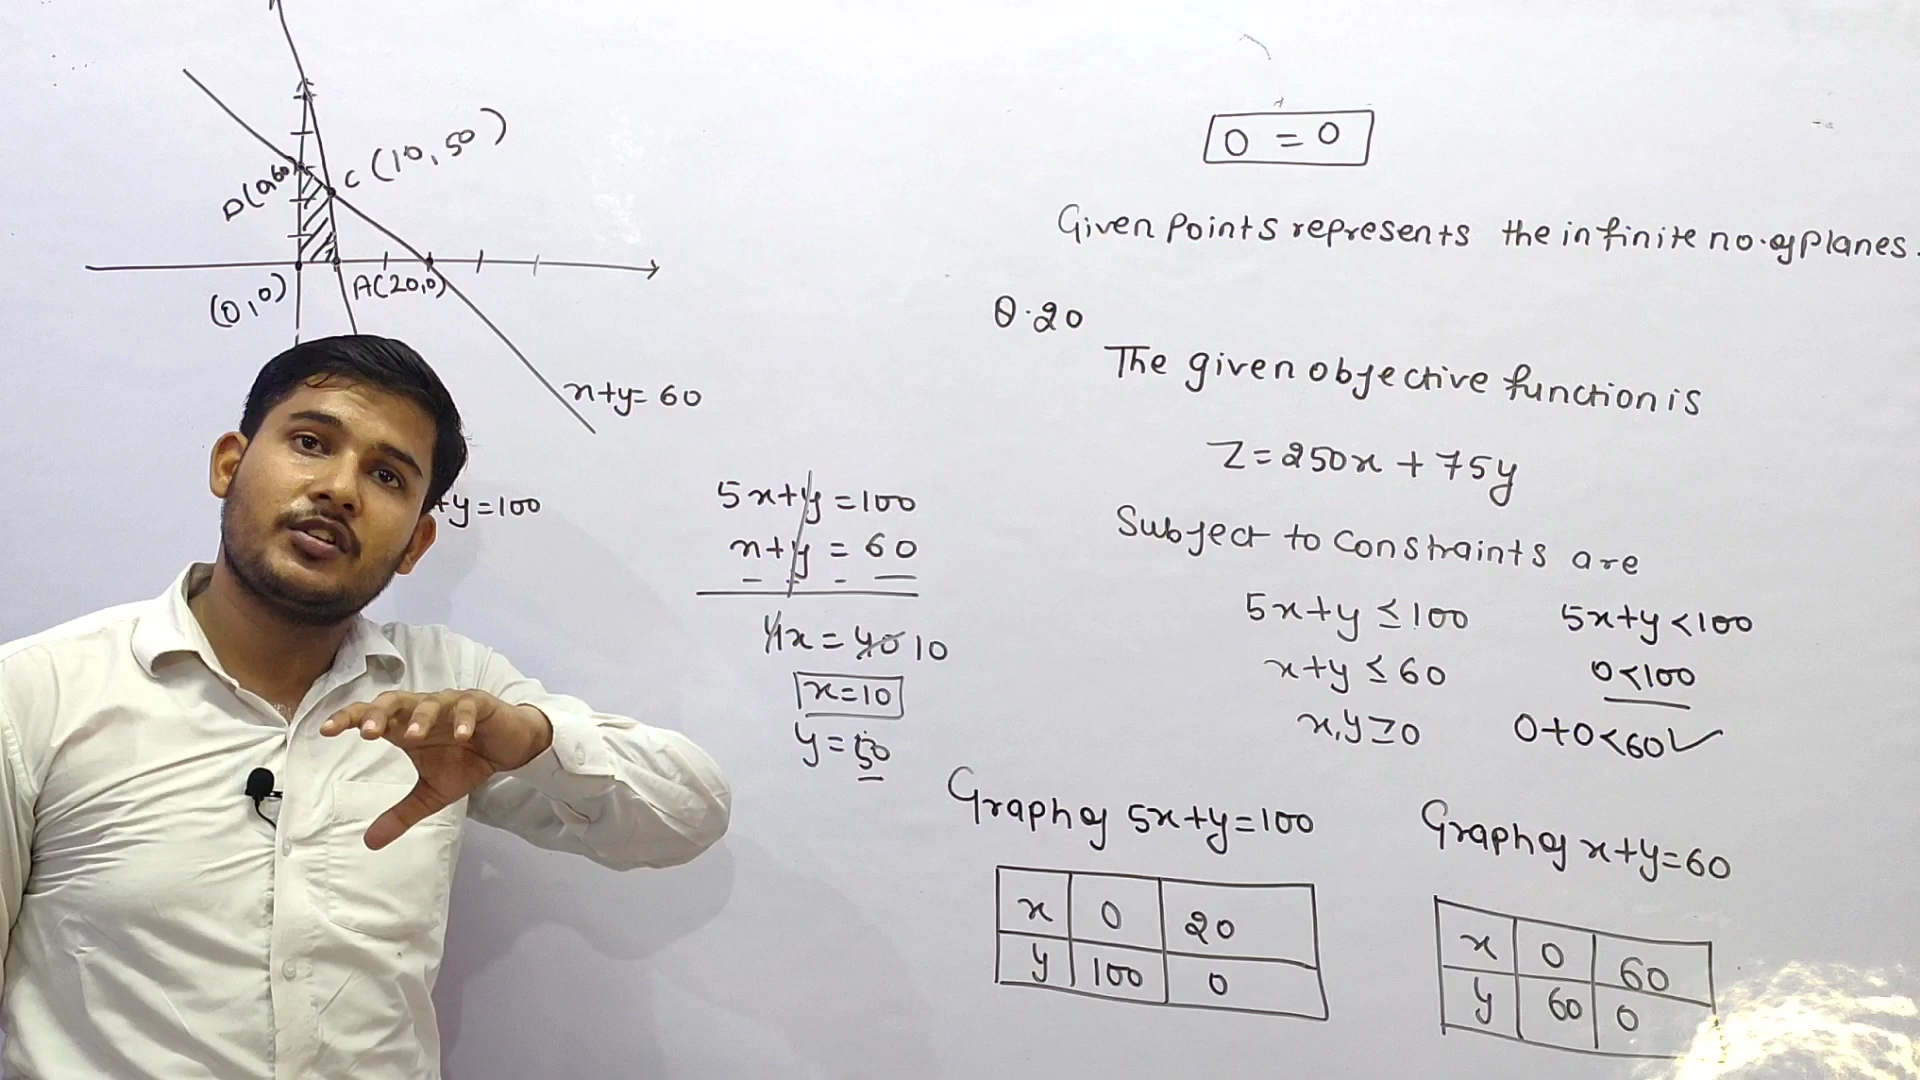 C (10, 50)
D(0,60)
(0,0)
A(20,0)
x+y= 60
+y=100
5x+y=100
x+y = 60
4x = 40 10
x=10
y=50
0 = 0
Given Points represents the infinite no. of planes.
Q.20
The given objective function is
Z=250x + 75y
Subject to constraints are
5x+y ≤ 100 5x+y<100
x+y ≤ 60 0<100
x,y ≥ 0 0+0<60✓
Graph of 5x+y=100 Graph of x+y=60
x 0 20
y 100 0
x 0 60
y 60 0